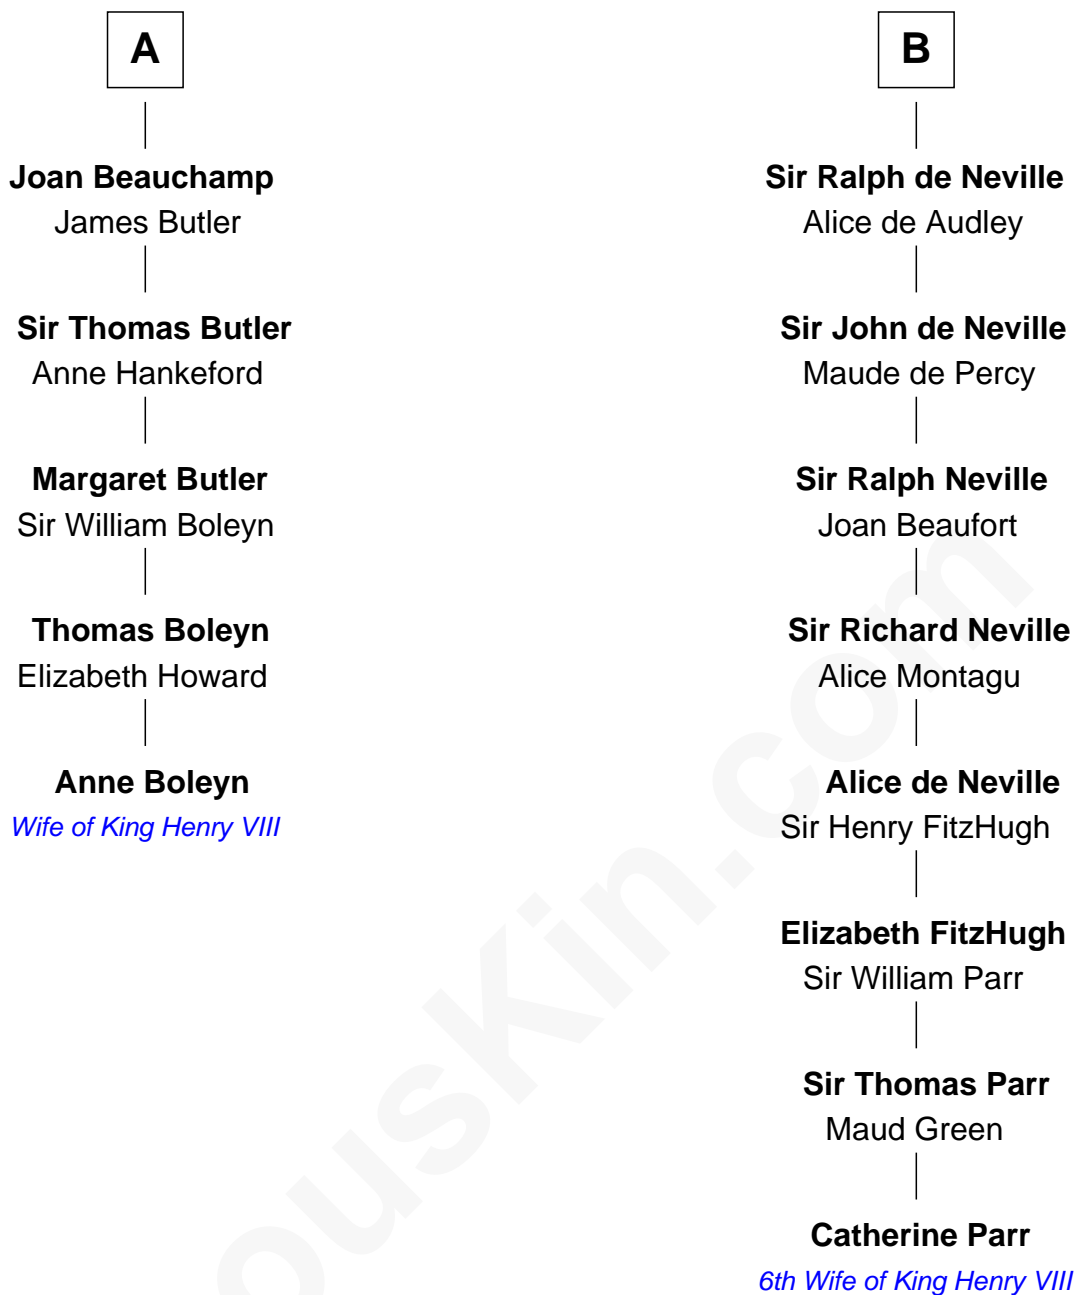 A
Joan Beauchamp
James Butler
Sir Thomas Butler
Anne Hankeford
Margaret Butler
Sir William Boleyn
Thomas Boleyn
Elizabeth Howard
Anne Boleyn
Wife of King Henry VIII
B
Sir Ralph de Neville
Alice de Audley
Sir John de Neville
Maude de Percy
Sir Ralph Neville
Joan Beaufort
Sir Richard Neville
Alice Montagu
Alice de Neville
Sir Henry FitzHugh
Elizabeth FitzHugh
Sir William Parr
Sir Thomas Parr
Maud Green
Catherine Parr
6th Wife of King Henry VIII
ousKin.com